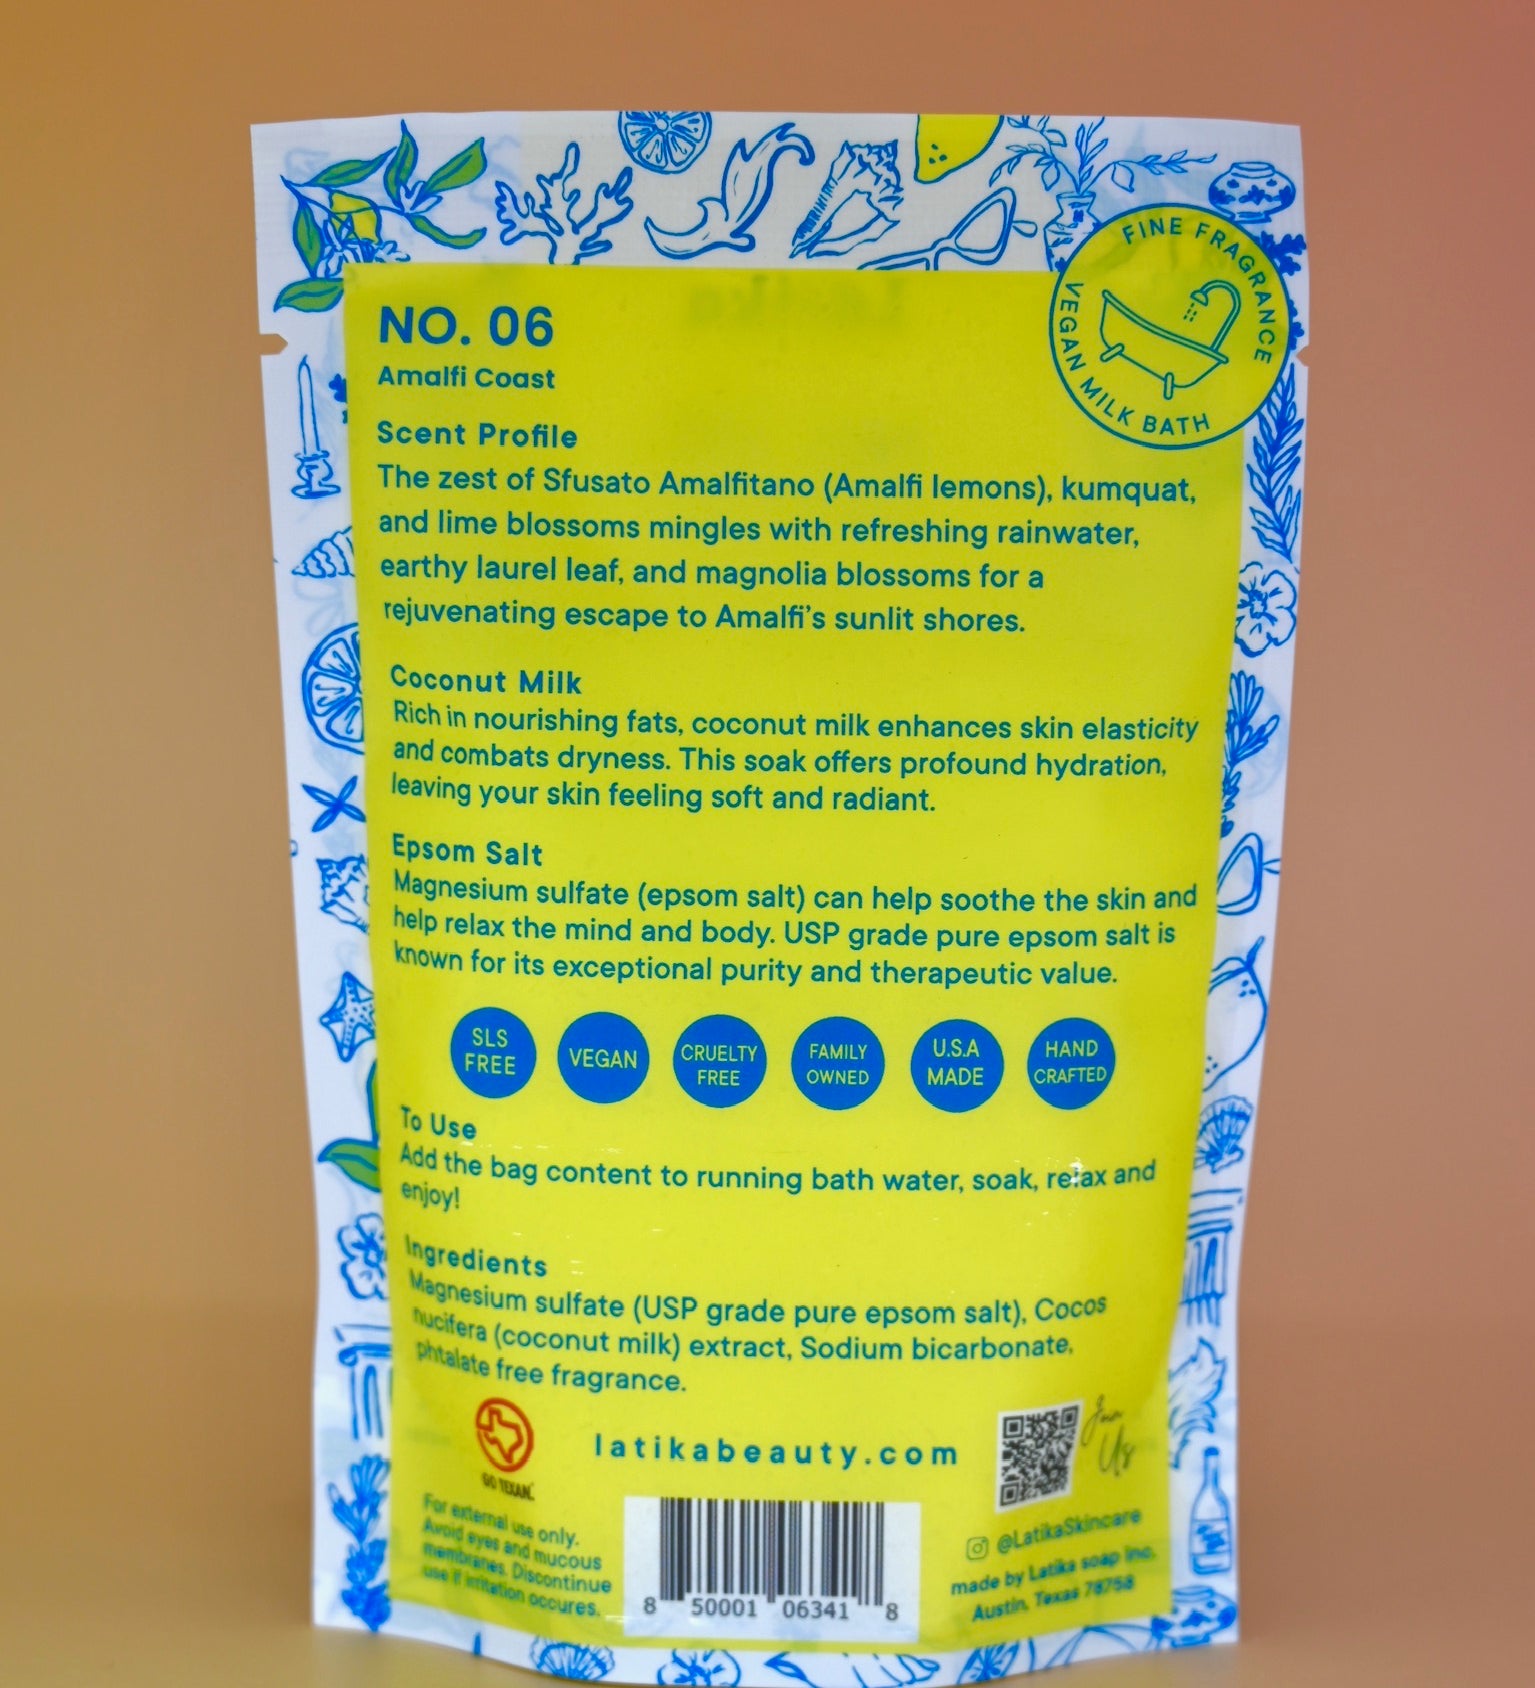 FINE FRAGRANCE
VEGAN MILK BATH
NO. 06
Amalfi Coast
Scent Profile
The zest of Sfusato Amalfitano (Amalfi lemons), kumquat,
and lime blossoms mingles with refreshing rainwater,
earthy laurel leaf, and magnolia blossoms for a
rejuvenating escape to Amalfi's sunlit shores.
Coconut Milk
Rich in nourishing fats, coconut milk enhances skin elasticity
and combats dryness. This soak offers profound hydration,
leaving your skin feeling soft and radiant.
Epsom Salt
Magnesium sulfate (epsom salt) can help soothe the skin and
help relax the mind and body. USP grade pure epsom salt is
known for its exceptional purity and therapeutic value.
SLS
FREE
VEGAN
CRUELTY
FREE
FAMILY
OWNED
U.S.A
MADE
HAND
CRAFTED
To Use
Add the bag content to running bath water, soak, relax and
enjoy!
Ingredients
Magnesium sulfate (USP grade pure epsom salt), Cocos
nucifera (coconut milk) extract, Sodium bicarbonate,
phtalate free fragrance.
GO TEXAN.
latikabeauty.com
Join
Us
For external use only.
Avoid eyes and mucous
membranes. Discontinue
use if irritation occures.
8 50001 06341 8
@LatikaSkincare
made by Latika soap inc.
Austin, Texas 78758